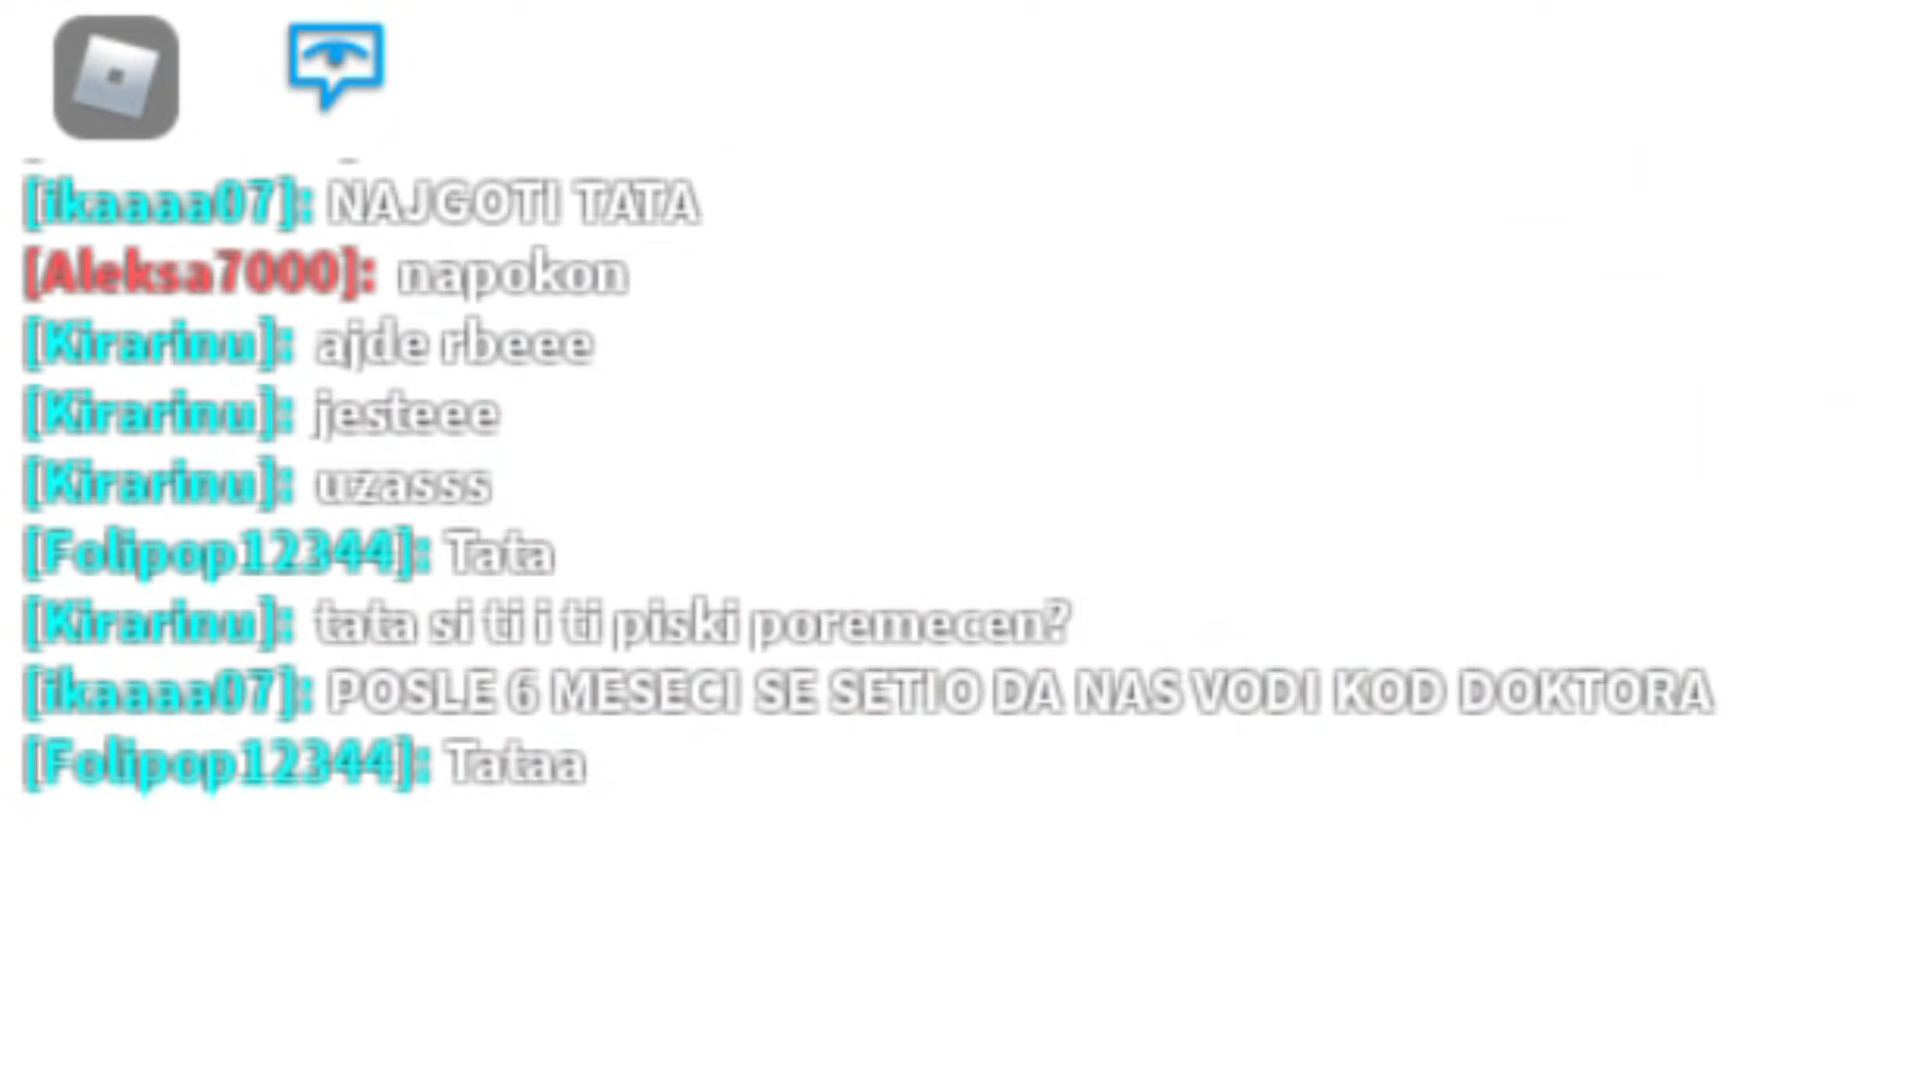 [ikaaaa07]: NAJGOTI TATA
[Aleksa7000]: napokon
[Kirarinu]: ajde rbeee
[Kirarinu]: jesteee
[Kirarinu]: uzasss
[Folipop12344]: Tata
[Kirarinu]: tata si ti i ti piski poremecen?
[ikaaaa07]: POSLE 6 MESECI SE SETIO DA NAS VODI KOD DOKTORA
[Folipop12344]: Tataa